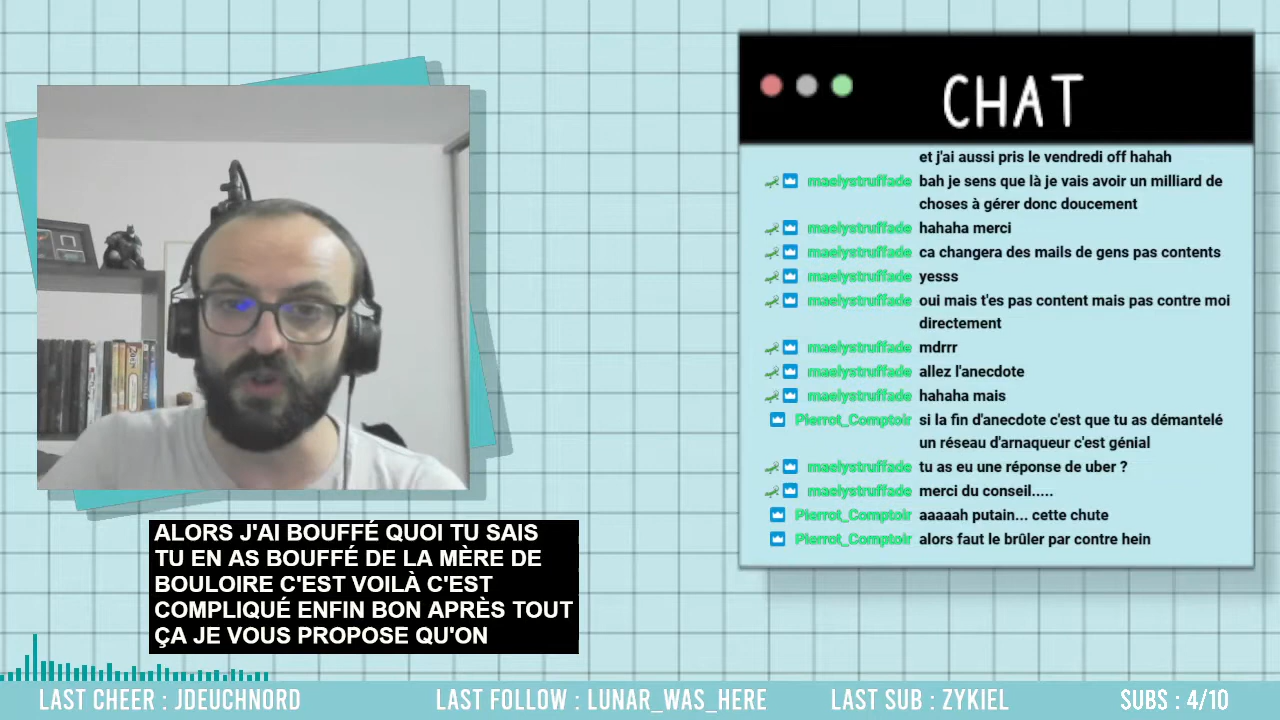 CHAT
et j'ai aussi pris le vendredi off hahah
maelystruffade bah je sens que là je vais avoir un milliard de
choses à gérer donc doucement
maelystruffade hahaha merci
maelystruffade ca changera des mails de gens pas contents
maelystruffade yesss
maelystruffade oui mais t'es pas content mais pas contre moi
directement
maelystruffade mdrrr
maelystruffade allez l'anecdote
maelystruffade hahaha mais
Pierrot_Comptoir si la fin d'anecdote c'est que tu as démantelé
un réseau d'arnaqueur c'est génial
maelystruffade tu as eu une réponse de uber ?
maelystruffade merci du conseil.....
Pierrot_Comptoir aaaaah putain... cette chute
Pierrot_Comptoir alors faut le brûler par contre hein
ALORS J'AI BOUFFÉ QUOI TU SAIS
TU EN AS BOUFFÉ DE LA MÈRE DE
BOULOIRE C'EST VOILÀ C'EST
COMPLIQUÉ ENFIN BON APRÈS TOUT
ÇA JE VOUS PROPOSE QU'ON
LAST CHEER : JDEUCHNORD
LAST FOLLOW : LUNAR_WAS_HERE
LAST SUB : ZYKIEL
SUBS : 4/10